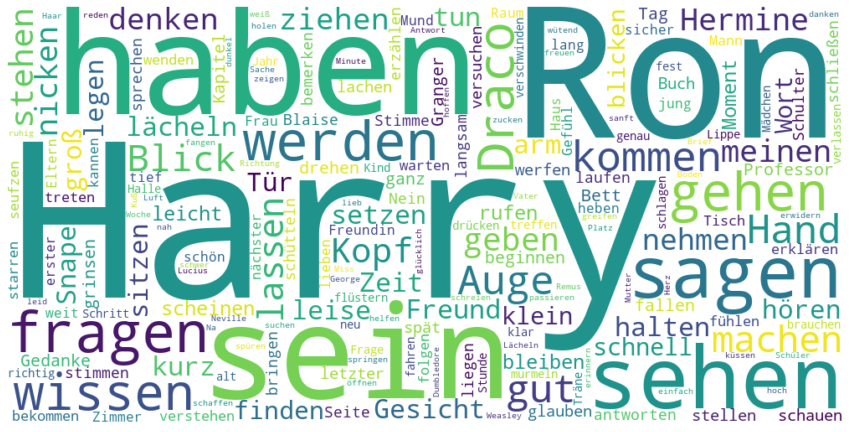 haben
Ron
Harry
sein
sehen
sagen
werden
fragen
wissen
gehen
kommen
machen
gut
Auge
Kopf
Blick
Hand
Draco
lassen
geben
Hermine
denken
ziehen
tun
stehen
nicken
legen
lächeln
groß
Snape
sitzen
Tür
setzen
Zeit
leise
Freund
klein
halten
nehmen
meinen
Wort
Moment
blicken
arm
hören
schnell
bleiben
finden
Gesicht
kurz
scheinen
leicht
rufen
beginnen
glauben
antworten
stellen
schauen
fallen
fühlen
brauchen
erklären
Professor
Tisch
schulter
verlassen
schließen
Mädchen
Buch
jung
fest
Tag
sicher
Mann
Raum
lang
wütend
freuen
verschwinden
versuchen
Granger
langsam
Stimme
Mund
erzählen
bemerken
lachen
Kapitel
sprechen
wenden
weiß
holen
reden
Haar
dunkel
Jahr
Sache
zeigen
Minute
Antwort
hoffen
danken
Frau
Blaise
drehen
Kind
warten
ganz
Nein
Freundin
schütteln
nächster
lieben
lieb
drücken
treffen
werfen
laufen
Bett
heben
Haus
Gefühl
genau
Lippe
sanft
zucken
Brief
Boden
schlagen
greifen
Platz
erwidern
Vater
Miss
glücklich
Remus
passieren
schreien
flüstern
George
Mutter
Herz
seufzen
Eltern
kannen
ruhig
fangen
Richtung
tief
Halle
treten
Luft
Kuß
Woche
schön
nah
erster
grinsen
starren
schwer
Lucius
leid
weit
Schritt
Neville
Na
neu
helfen
suchen
spüren
Frage
springen
spät
fahren
folgen
klar
Lächeln
küssen
Schüler
murmeln
Träne
erinnern
einfach
hoch
liegen
Stunde
Dumbledore
Weasley
Seite
letzter
öffnen
bringen
alt
schaffen
verstehen
Zimmer
bekommen
richtig
stimmen
Gedanke